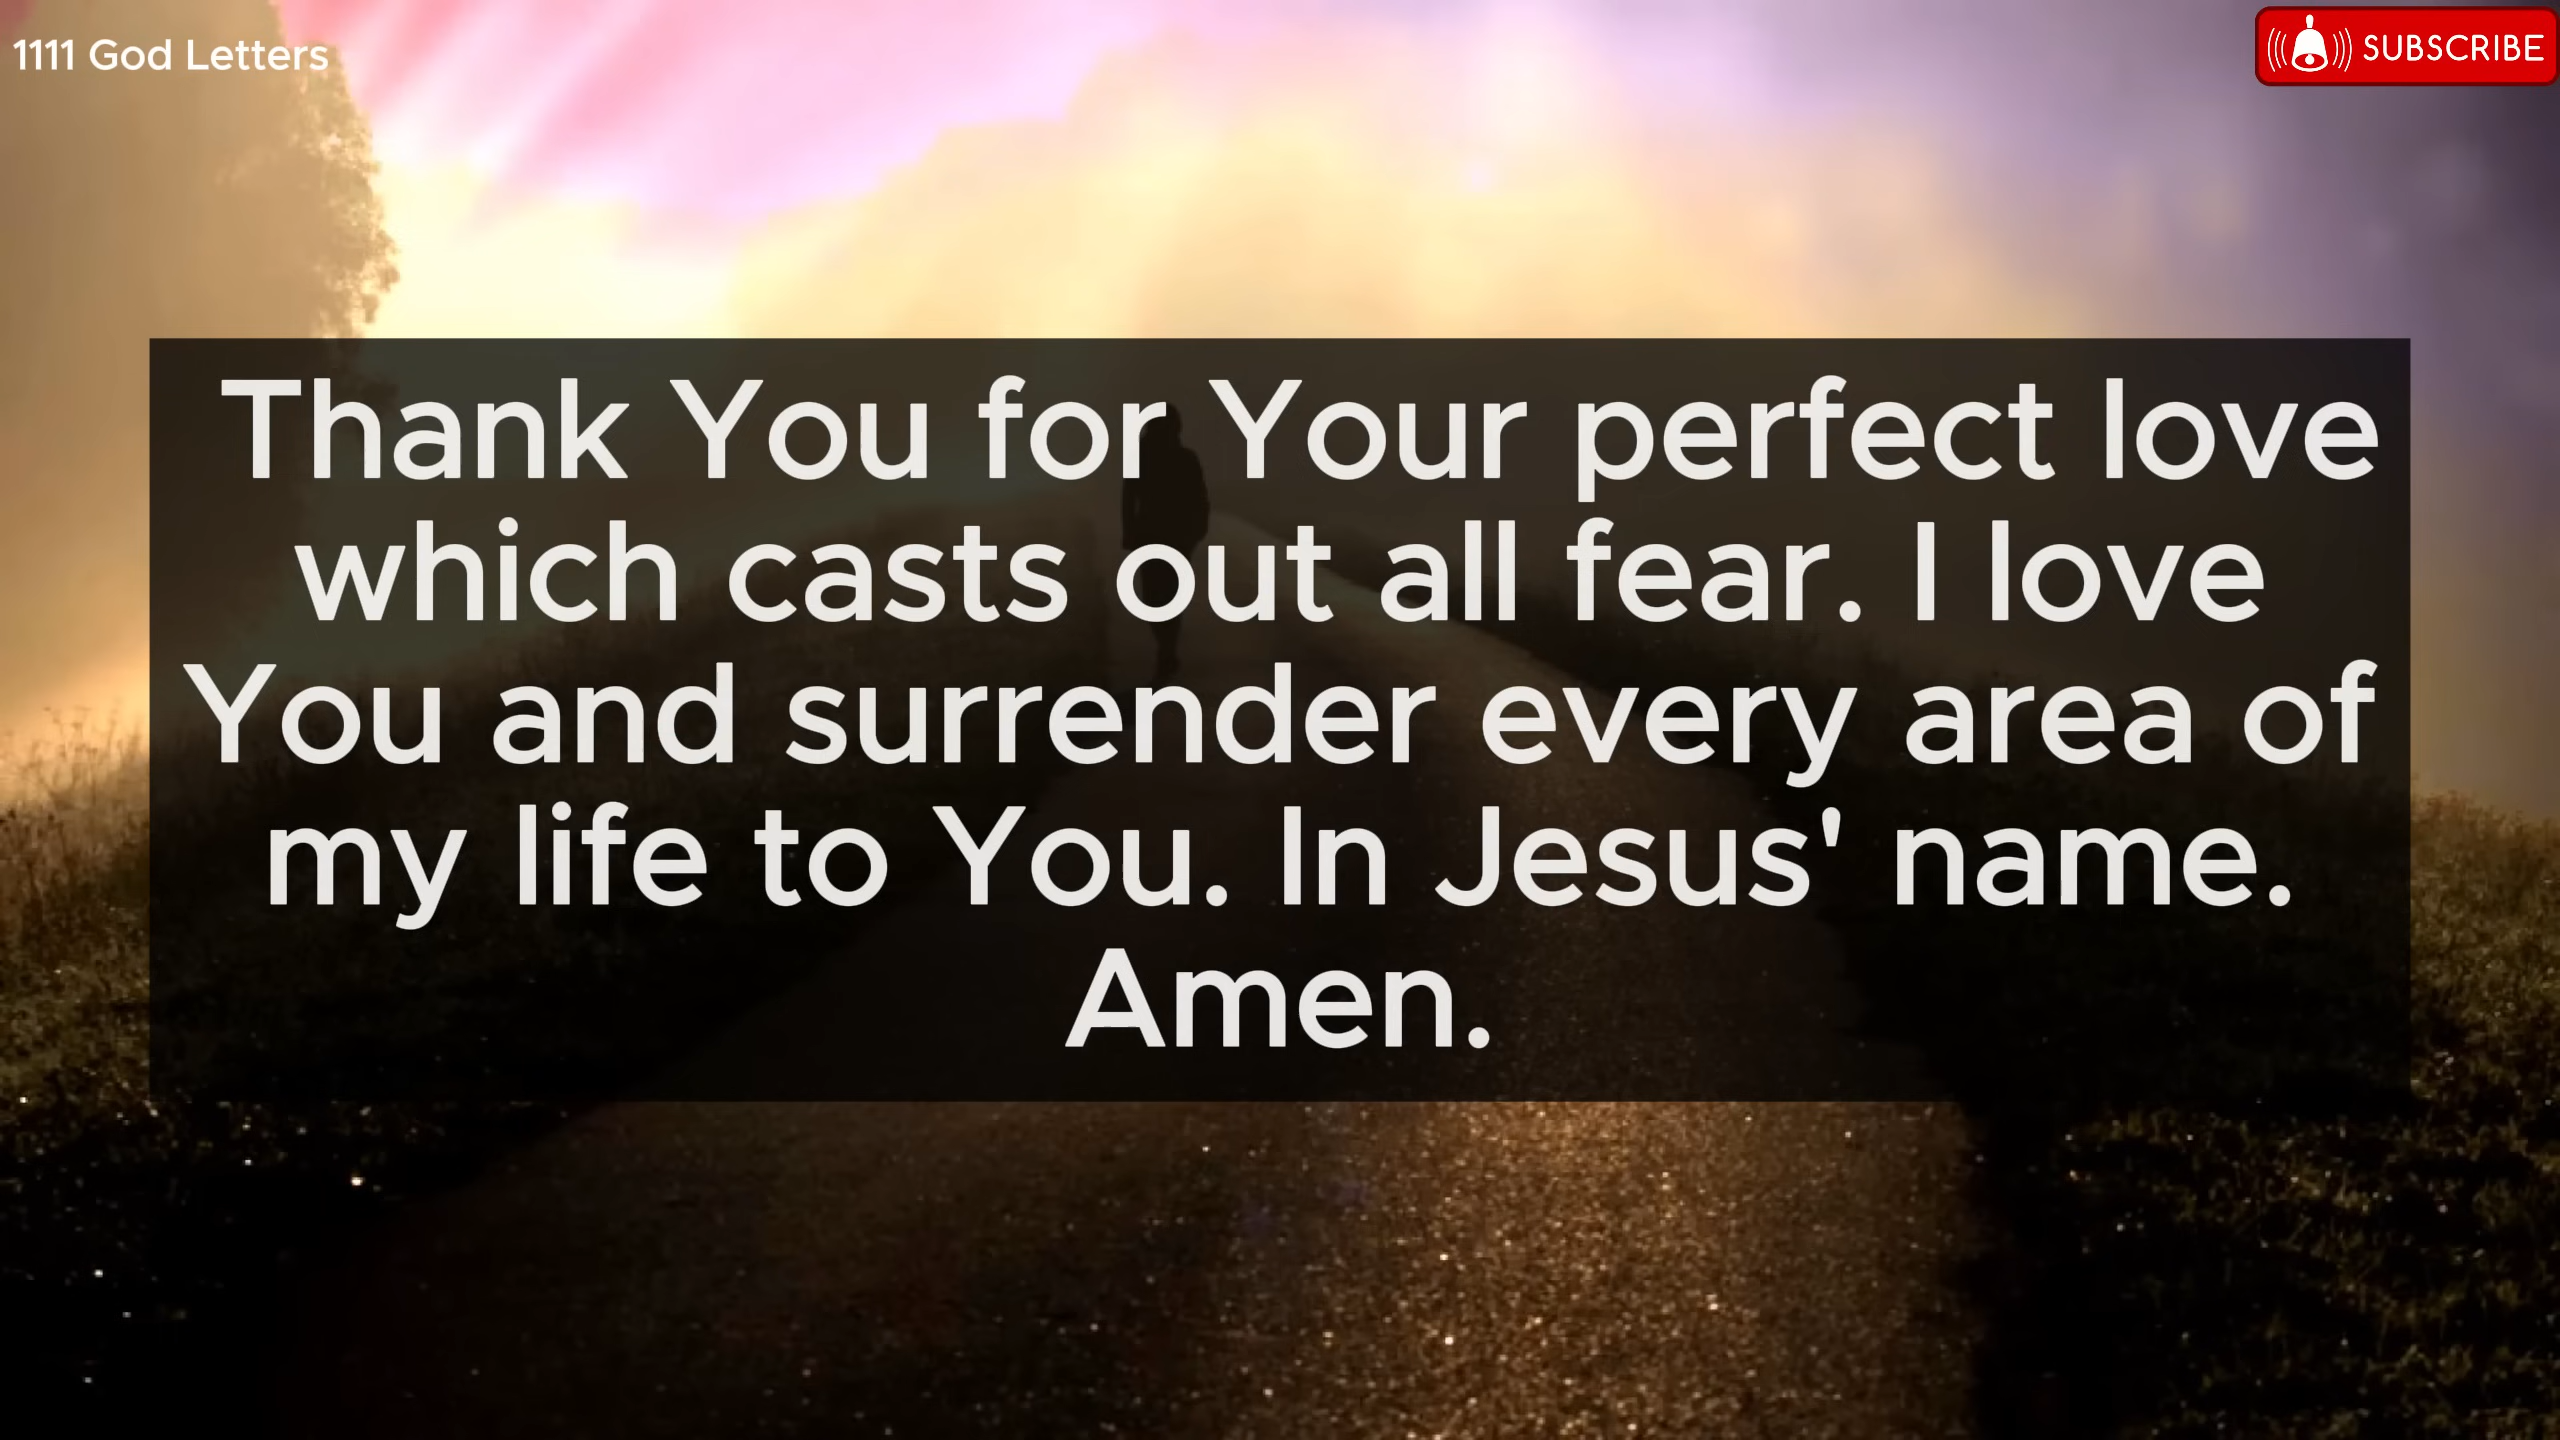 1111 God Letters
SUBSCRIBE
Thank You for Your perfect love
which casts out all fear. I love
You and surrender every area of
my life to You. In Jesus' name.
Amen.